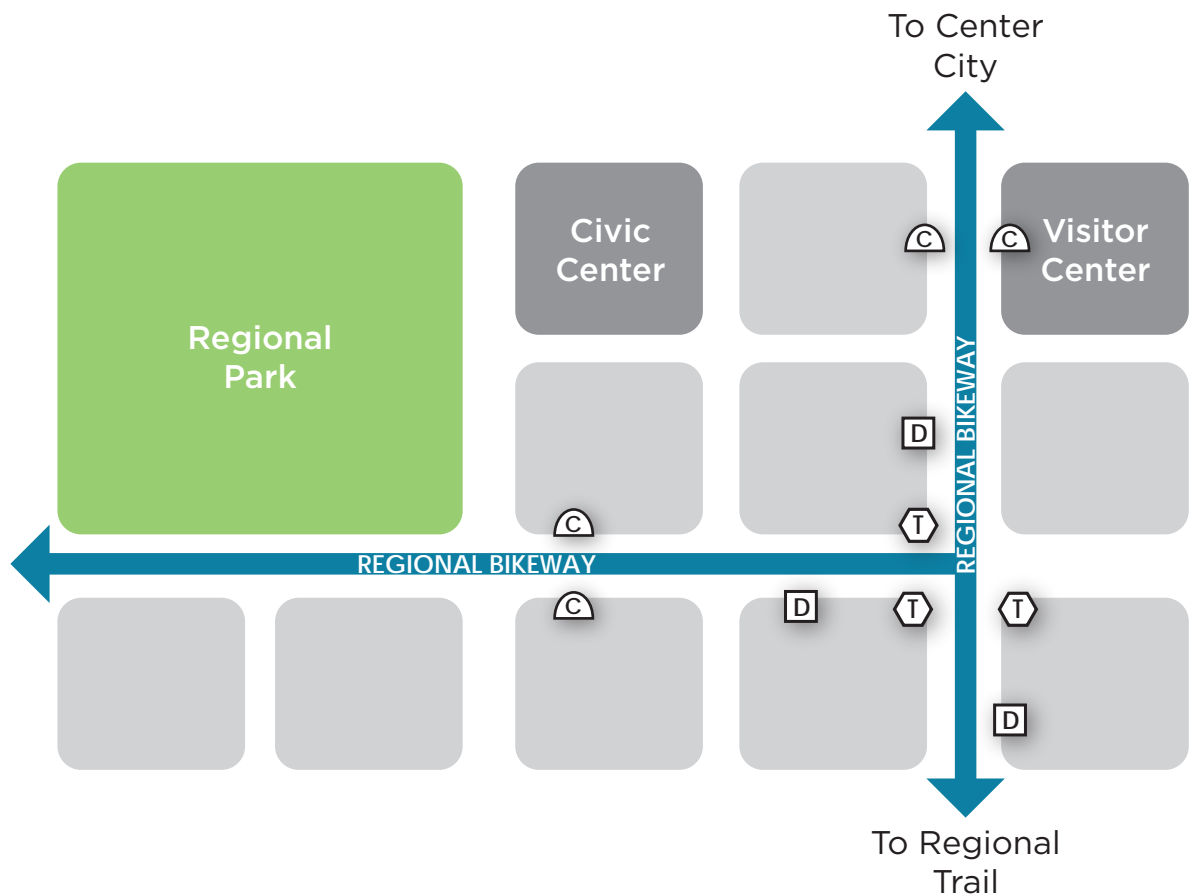 To Center
City
Civic
Center
C
C
Visitor
Center
Regional
Park
D
REGIONAL BIKEWAY
C
T
REGIONAL BIKEWAY
C
D
T
T
D
To Regional
Trail